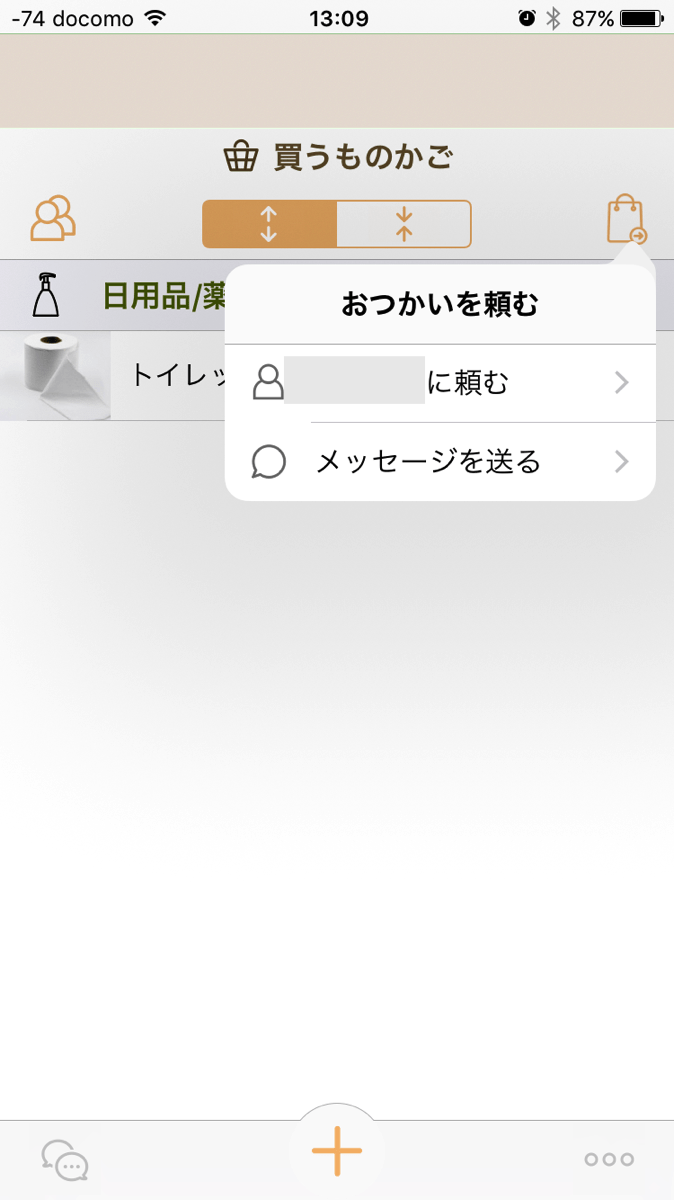 -74 docomo 13:09 87%
買うものかご
日用品/薬
おつかいを頼む
トイレッ
に頼む
メッセージを送る